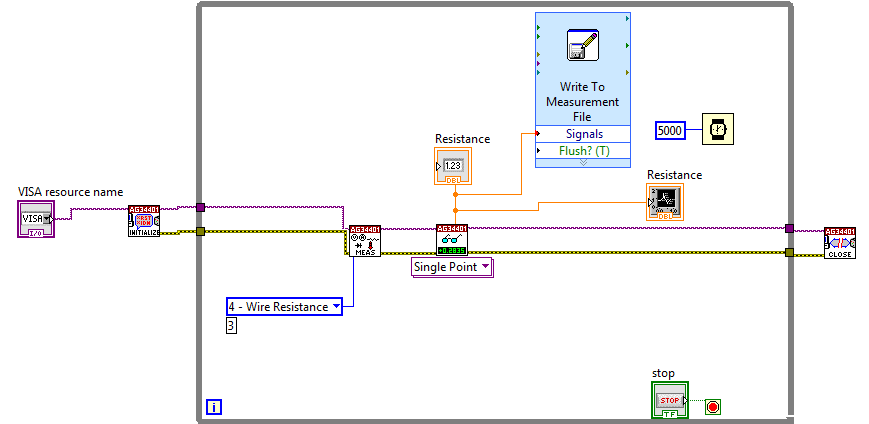 Write To
Measurement
File
Signals
Flush? (T)
5000
Resistance
1.23
DBL
Resistance
DBL
VISA resource name
VISA
I/O
AG34401
INITIALIZE
AG34401
MEAS
AG34401
Single Point
AG34401
CLOSE
4 - Wire Resistance
3
stop
STOP
TF
i